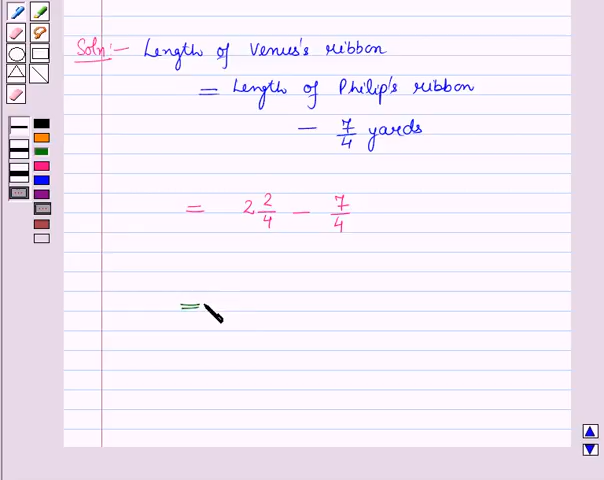 Soln:- Length of Venus's ribbon
= Length of Philip's ribbon
- 7/4 yards
= 2 2/4 - 7/4
=